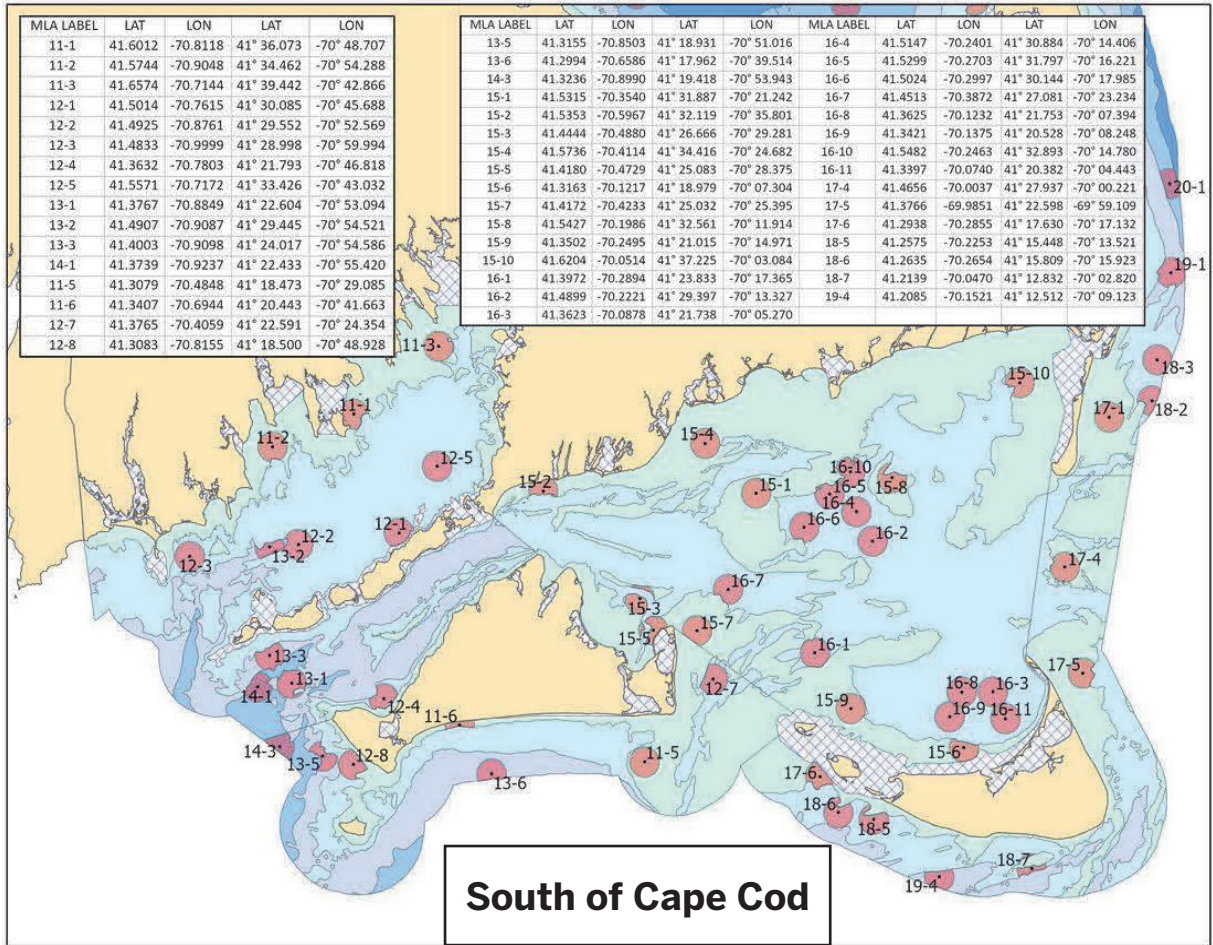 MLA LABEL LAT LON LAT LON
11-1 41.6012 -70.8118 41° 36.073 -70° 48.707
11-2 41.5744 -70.9048 41° 34.462 -70° 54.288
11-3 41.6574 -70.7144 41° 39.442 -70° 42.866
12-1 41.5014 -70.7615 41° 30.085 -70° 45.688
12-2 41.4925 -70.8761 41° 29.552 -70° 52.569
12-3 41.4833 -70.9999 41° 28.998 -70° 59.994
12-4 41.3632 -70.7803 41° 21.793 -70° 46.818
12-5 41.5571 -70.7172 41° 33.426 -70° 43.032
13-1 41.3767 -70.8849 41° 22.604 -70° 53.094
13-2 41.4907 -70.9087 41° 29.445 -70° 54.521
13-3 41.4003 -70.9098 41° 24.017 -70° 54.586
14-1 41.3739 -70.9237 41° 22.433 -70° 55.420
11-5 41.3079 -70.4848 41° 18.473 -70° 29.085
11-6 41.3407 -70.6944 41° 20.443 -70° 41.663
12-7 41.3765 -70.4059 41° 22.591 -70° 24.354
12-8 41.3083 -70.8155 41° 18.500 -70° 48.928
MLA LABEL LAT LON LAT LON MLA LABEL LAT LON LAT LON
13-5 41.3155 -70.8503 41° 18.931 -70° 51.016 16-4 41.5147 -70.2401 41° 30.884 -70° 14.406
13-6 41.2994 -70.6586 41° 17.962 -70° 39.514 16-5 41.5299 -70.2703 41° 31.797 -70° 16.221
14-3 41.3236 -70.8990 41° 19.418 -70° 53.943 16-6 41.5024 -70.2997 41° 30.144 -70° 17.985
15-1 41.5315 -70.3540 41° 31.887 -70° 21.242 16-7 41.4513 -70.3872 41° 27.081 -70° 23.234
15-2 41.5353 -70.5967 41° 32.119 -70° 35.801 16-8 41.3625 -70.1232 41° 21.753 -70° 07.394
15-3 41.4444 -70.4880 41° 26.666 -70° 29.281 16-9 41.3421 -70.1375 41° 20.528 -70° 08.248
15-4 41.5736 -70.4114 41° 34.416 -70° 24.682 16-10 41.5482 -70.2463 41° 32.893 -70° 14.780
15-5 41.4180 -70.4729 41° 25.083 -70° 28.375 16-11 41.3397 -70.0740 41° 20.382 -70° 04.443
15-6 41.3163 -70.1217 41° 18.979 -70° 07.304 17-4 41.4656 -70.0037 41° 27.937 -70° 00.221
15-7 41.4172 -70.4233 41° 25.032 -70° 25.395 17-5 41.3766 -69.9851 41° 22.598 -69° 59.109
15-8 41.5427 -70.1986 41° 32.561 -70° 11.914 17-6 41.2938 -70.2855 41° 17.630 -70° 17.132
15-9 41.3502 -70.2495 41° 21.015 -70° 14.971 18-5 41.2575 -70.2253 41° 15.448 -70° 13.521
15-10 41.6204 -70.0514 41° 37.225 -70° 03.084 18-6 41.2635 -70.2654 41° 15.809 -70° 15.923
16-1 41.3972 -70.2894 41° 23.833 -70° 17.365 18-7 41.2139 -70.0470 41° 12.832 -70° 02.820
16-2 41.4899 -70.2221 41° 29.397 -70° 13.327 19-4 41.2085 -70.1521 41° 12.512 -70° 09.123
16-3 41.3623 -70.0878 41° 21.738 -70° 05.270
20-1
19-1
11-3
18-3
15-10
18-2
11-1
17-1
11-2
15-4
12-5
16-10
15-2
15-1
16-5
15-8
16-4
16-6
12-1
12-2
16-2
13-2
12-3
17-4
16-7
15-3
15-7
15-5
16-1
13-3
17-5
13-1
12-7
16-8
16-3
14-1
12-4
15-9
16-9
16-11
11-6
14-3
15-6
12-8
11-5
13-5
17-6
13-6
18-6
18-5
18-7
19-4
South of Cape Cod